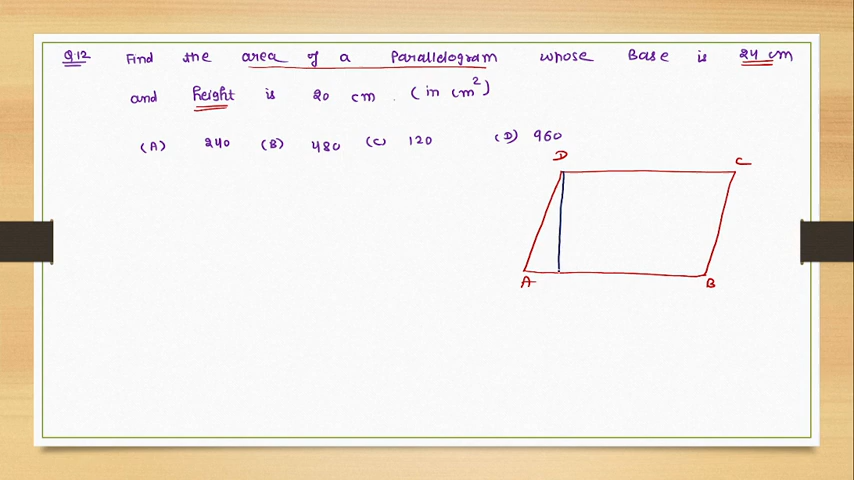 Q.12 Find the area of a Parallelogram whose Base is 24 cm
and height is 20 cm. (in cm²)
(A) 240 (B) 480 (C) 120 (D) 960
D C
A B